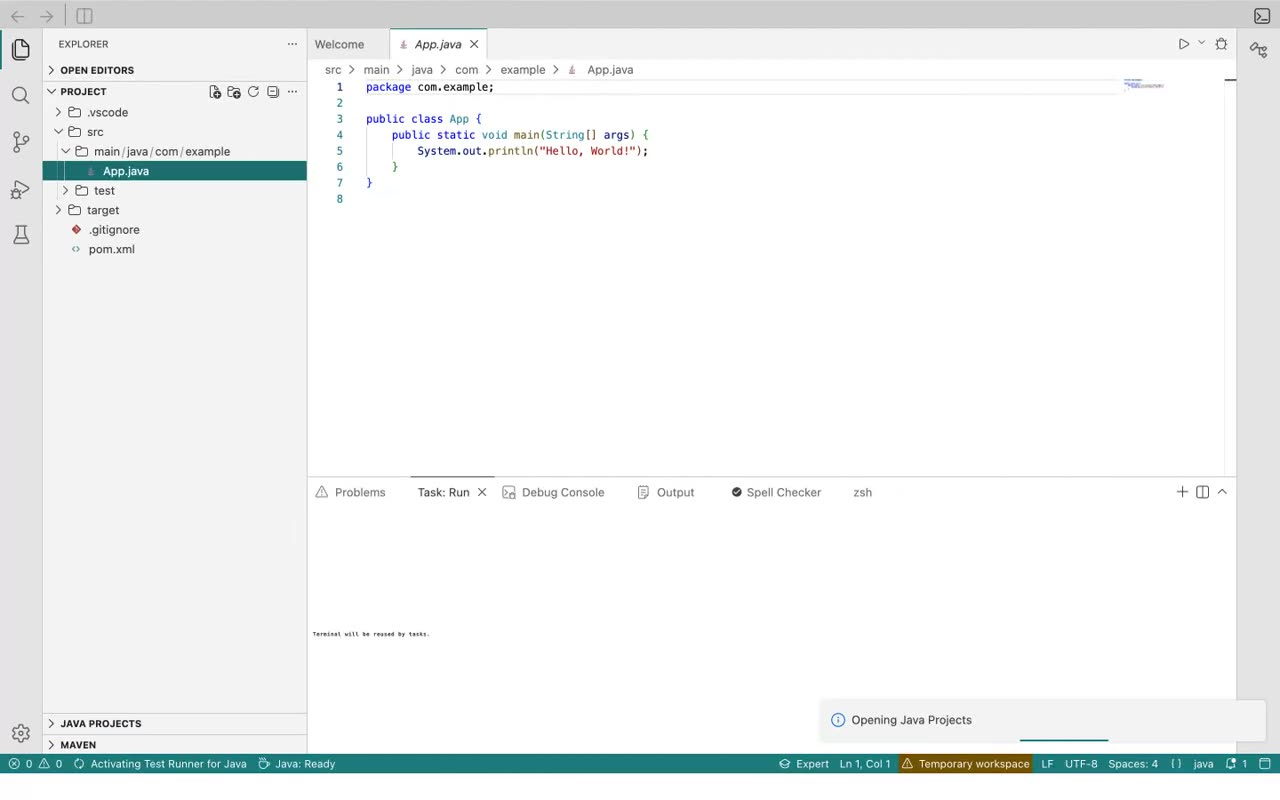 EXPLORER
OPEN EDITORS
PROJECT
.vscode
src
main/java/com/example
App.java
test
target
.gitignore
pom.xml
JAVA PROJECTS
MAVEN
Welcome
App.java
src > main > java > com > example > App.java
1 package com.example;
2
3 public class App {
4 public static void main(String[] args) {
5 System.out.println("Hello, World!");
6 }
7 }
8
Problems Task: Run Debug Console Output Spell Checker zsh
Terminal will be reused by tasks.
Opening Java Projects
0 0 Activating Test Runner for Java Java: Ready Expert Ln 1, Col 1 Temporary workspace LF UTF-8 Spaces: 4 {} java 1